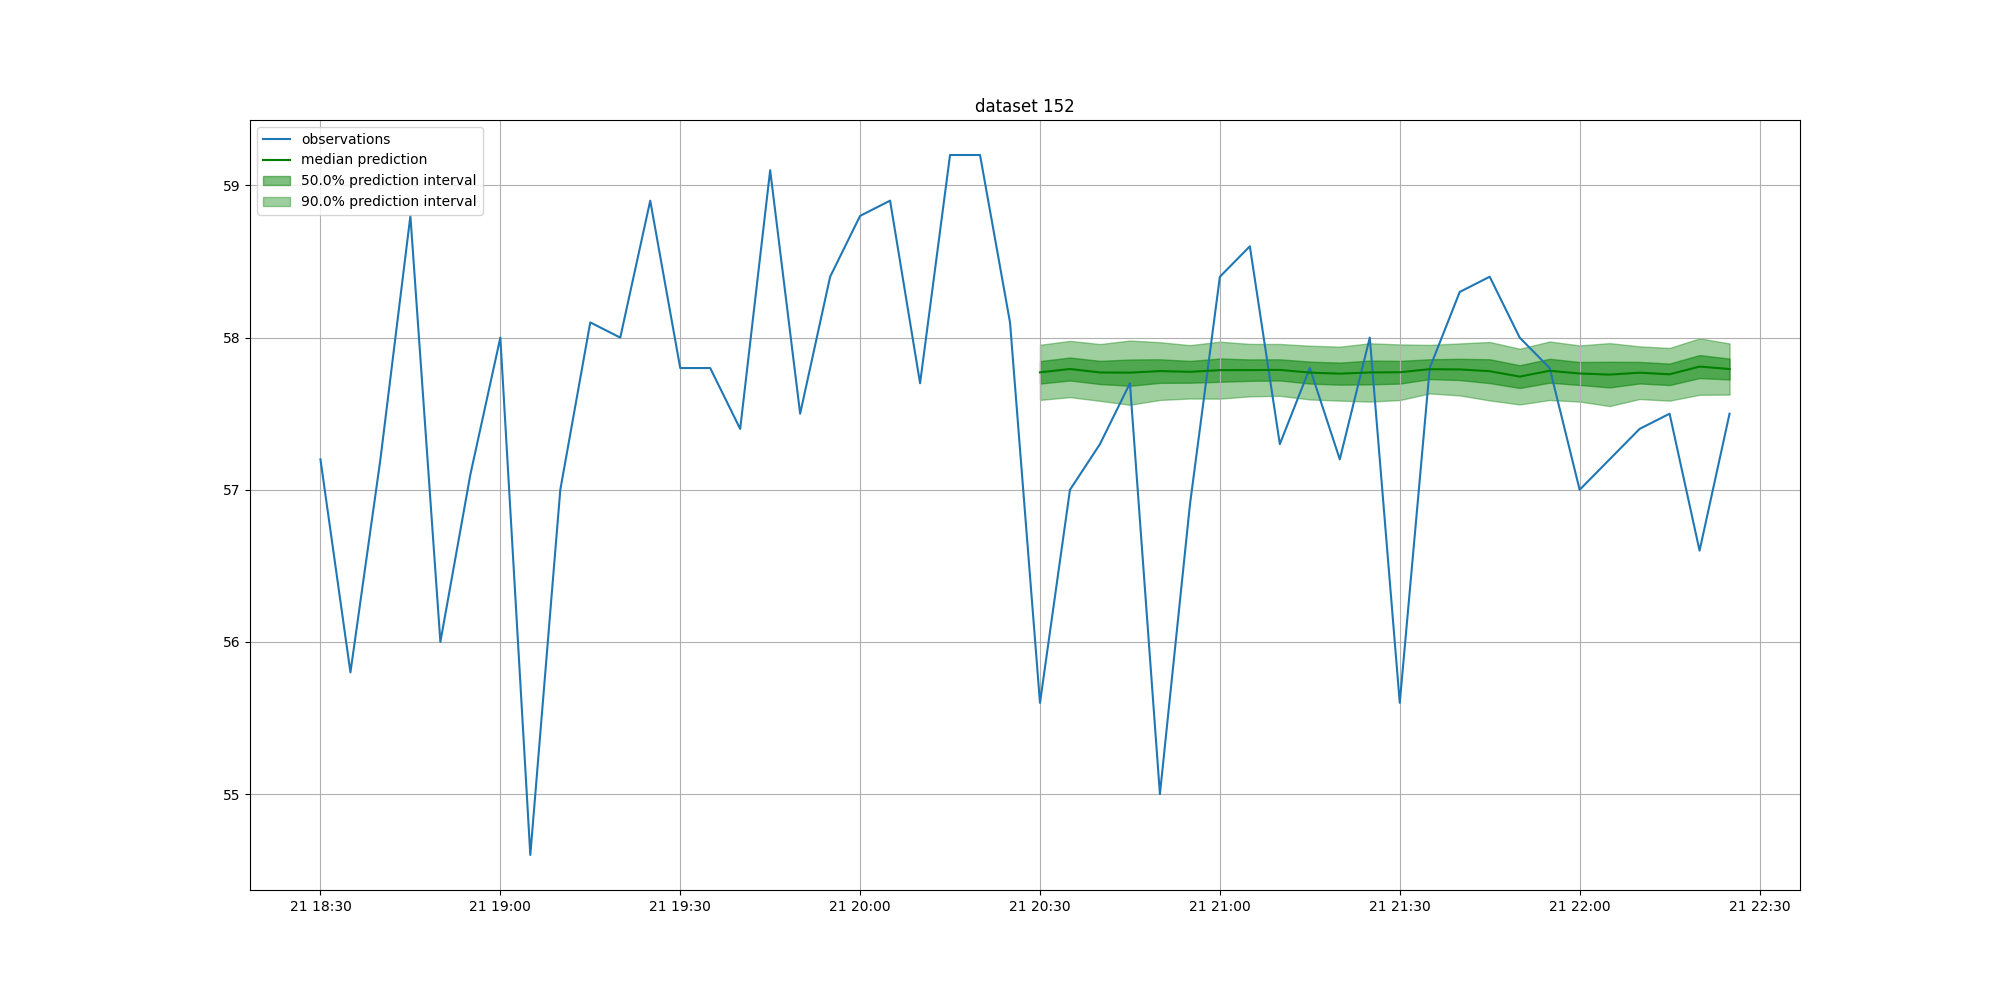 dataset 152
observations
median prediction
50.0% prediction interval
90.0% prediction interval
59
58
57
56
55
21 18:30 21 19:00 21 19:30 21 20:00 21 20:30 21 21:00 21 21:30 21 22:00 21 22:30